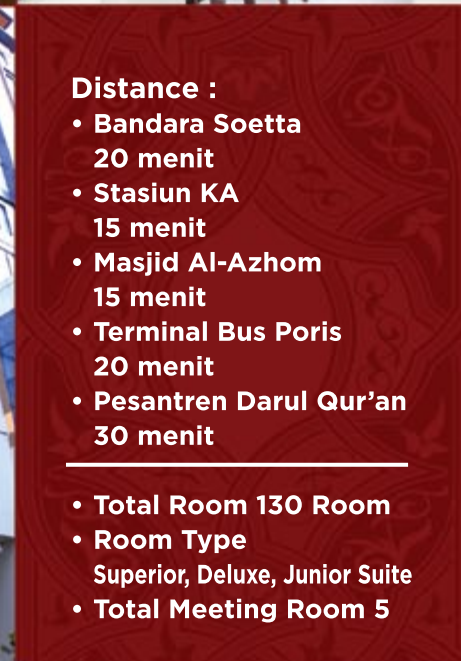 Distance :
• Bandara Soetta
20 menit
• Stasiun KA
15 menit
• Masjid Al-Azhom
15 menit
• Terminal Bus Poris
20 menit
• Pesantren Darul Qur’an
30 menit
• Total Room 130 Room
• Room Type
Superior, Deluxe, Junior Suite
• Total Meeting Room 5